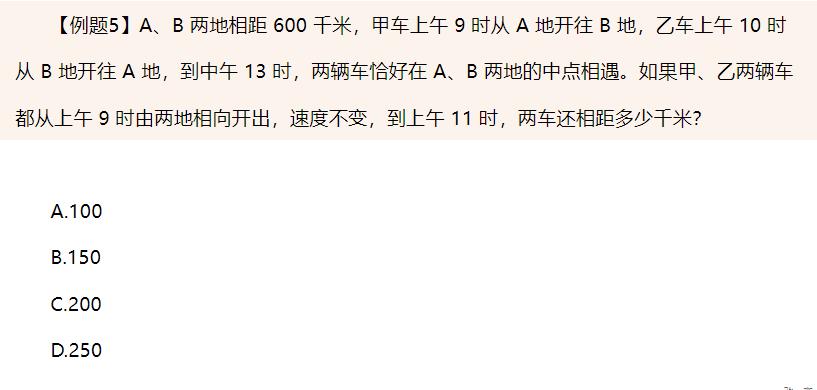 【例题5】A、B 两地相距 600 千米，甲车上午 9 时从 A 地开往 B 地，乙车上午 10 时
从 B 地开往 A 地，到中午 13 时，两辆车恰好在 A、B 两地的中点相遇。如果甲、乙两辆车
都从上午 9 时由两地相向开出，速度不变，到上午 11 时，两车还相距多少千米？
A.100
B.150
C.200
D.250